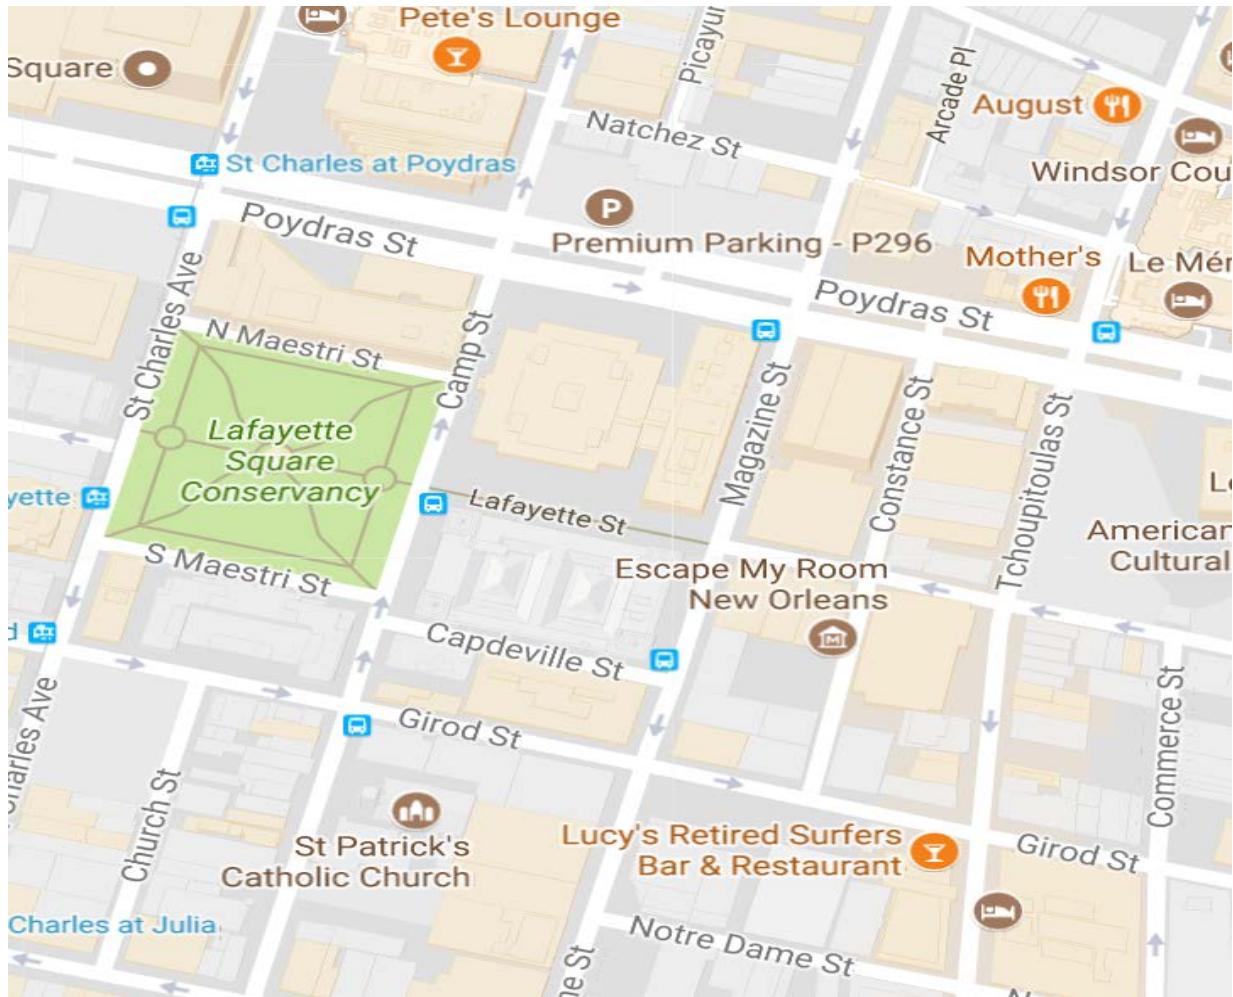 Pete's Lounge
Square
Picayun
Arcade Pl
August
Natchez St
Windsor Cou
St Charles at Poydras
P
Poydras St
Premium Parking - P296
Mother's
Le Mér
Poydras St
St Charles Ave
N Maestri St
Camp St
Magazine St
Constance St
Tchoupitoulas St
Lafayette
Square
Conservancy
yette
Lafayette St
American
Cultural
S Maestri St
Escape My Room
New Orleans
M
d
Capdeville St
Charles Ave
Girod St
Commerce St
Church St
St Patrick's
Catholic Church
Lucy's Retired Surfers
Bar & Restaurant
Girod St
Charles at Julia
Notre Dame St
ne St